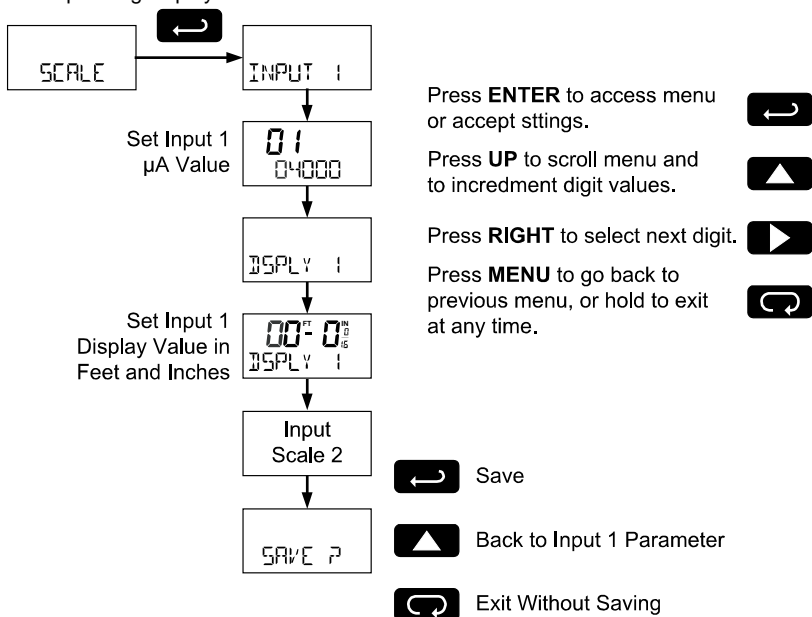 SCALE
INPUT 1
Set Input 1
µA Value
01
04000
DSPLY 1
Set Input 1
Display Value in
Feet and Inches
00 FT - 0 IN 0 16
DSPLY 1
Input
Scale 2
SAVE ?
Press ENTER to access menu
or accept sttings.
Press UP to scroll menu and
to incredment digit values.
Press RIGHT to select next digit.
Press MENU to go back to
previous menu, or hold to exit
at any time.
Save
Back to Input 1 Parameter
Exit Without Saving